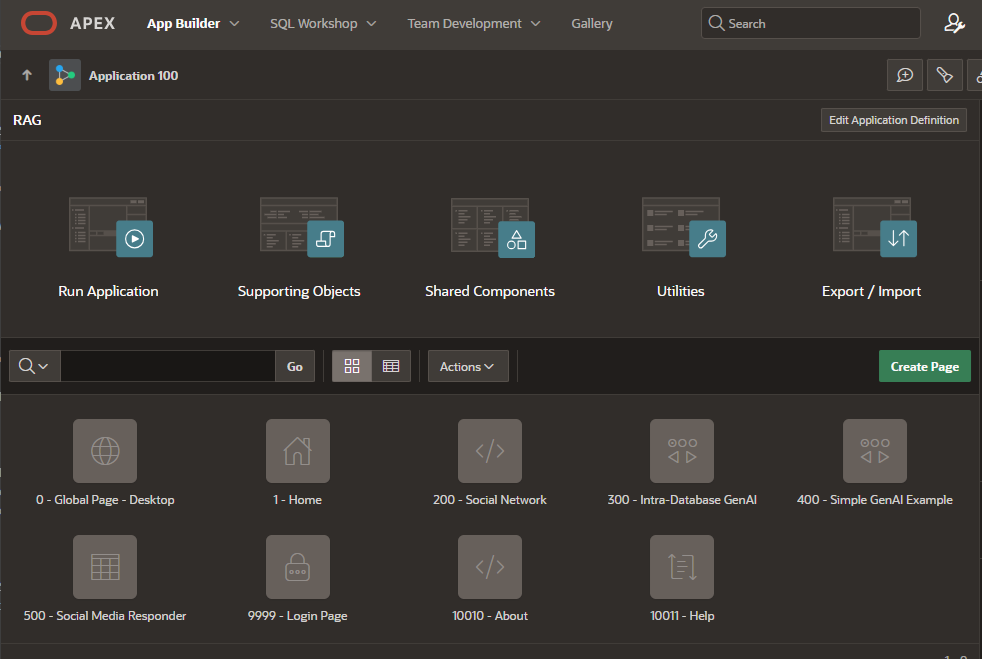 APEX App Builder SQL Workshop Team Development Gallery Search
Application 100
RAG Edit Application Definition
Run Application Supporting Objects Shared Components Utilities Export / Import
Go Actions Create Page
0 - Global Page - Desktop 1 - Home 200 - Social Network 300 - Intra-Database GenAI 400 - Simple GenAI Example
500 - Social Media Responder 9999 - Login Page 10010 - About 10011 - Help